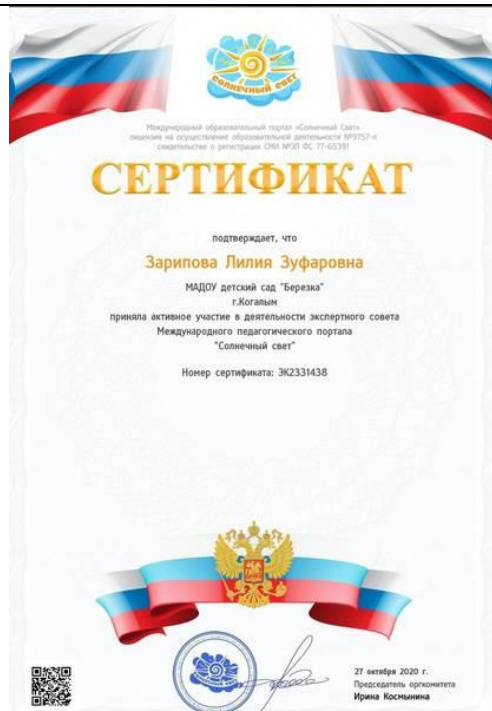 СОЛНЕЧНЫЙ СВЕТ
Международный образовательный портал «Солнечный Свет»
лицензия на осуществление образовательной деятельности №9757-л
свидетельство о регистрации СМИ №ЭЛ ФС 77-65391
СЕРТИФИКАТ
подтверждает, что
Зарипова Лилия Зуфаровна
МАДОУ детский сад "Березка"
г.Когалым
приняла активное участие в деятельности экспертного совета
Международного педагогического портала
"Солнечный свет"
Номер сертификата: ЭК2331438
27 октября 2020 г.
Председатель оргкомитета
Ирина Космынина